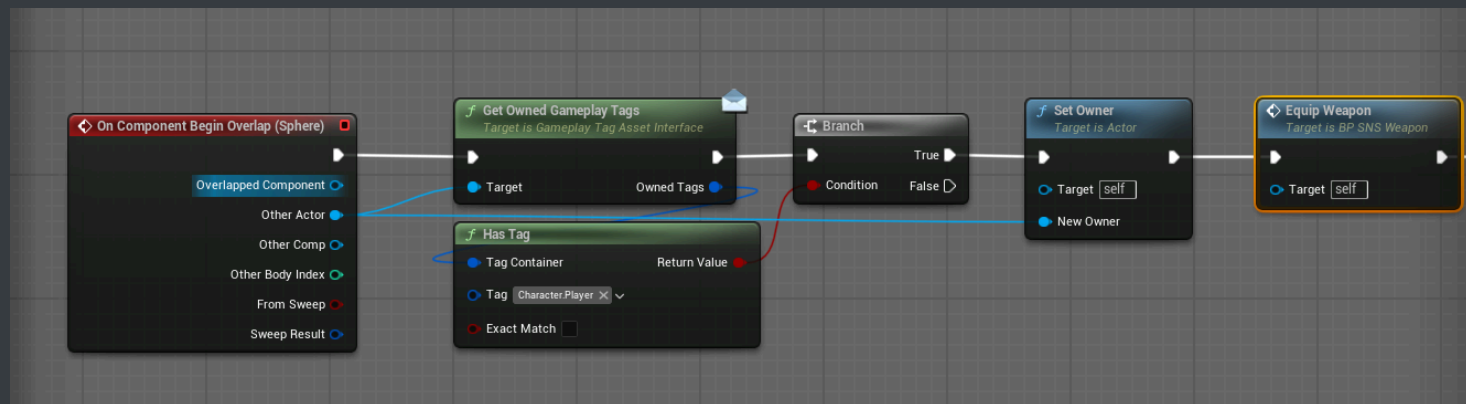 On Component Begin Overlap (Sphere)
Overlapped Component
Other Actor
Other Comp
Other Body Index
From Sweep
Sweep Result
f Get Owned Gameplay Tags
Target is Gameplay Tag Asset Interface
Target Owned Tags
f Has Tag
Tag Container Return Value
Tag Character.Player
Exact Match
Branch
True
Condition False
f Set Owner
Target is Actor
Target self
New Owner
Equip Weapon
Target is BP SNS Weapon
Target self